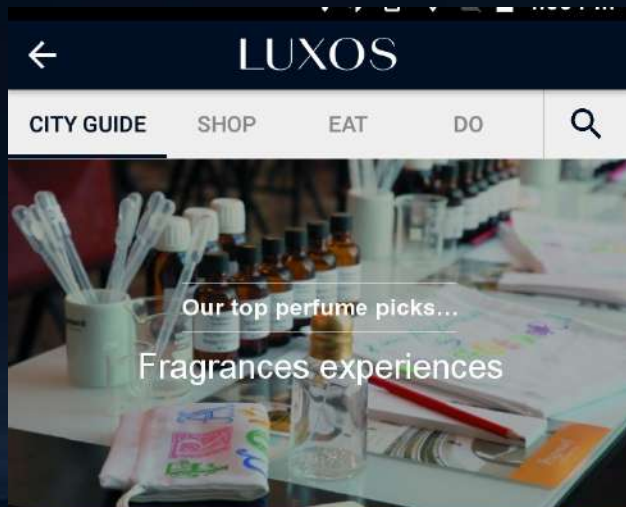 LUXOS
CITY GUIDE
SHOP
EAT
DO
Our top perfume picks...
Fragrances experiences